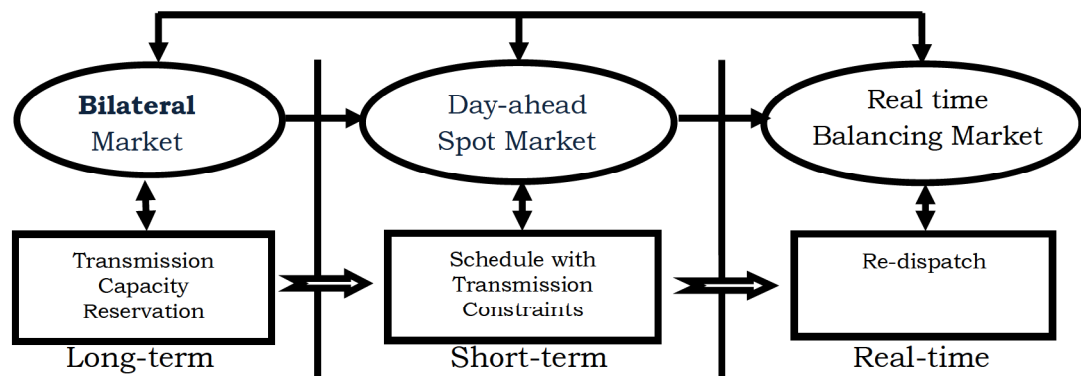 Bilateral
Market
Day-ahead
Spot Market
Real time
Balancing Market
Transmission
Capacity
Reservation
Schedule with
Transmission
Constraints
Re-dispatch
Long-term
Short-term
Real-time